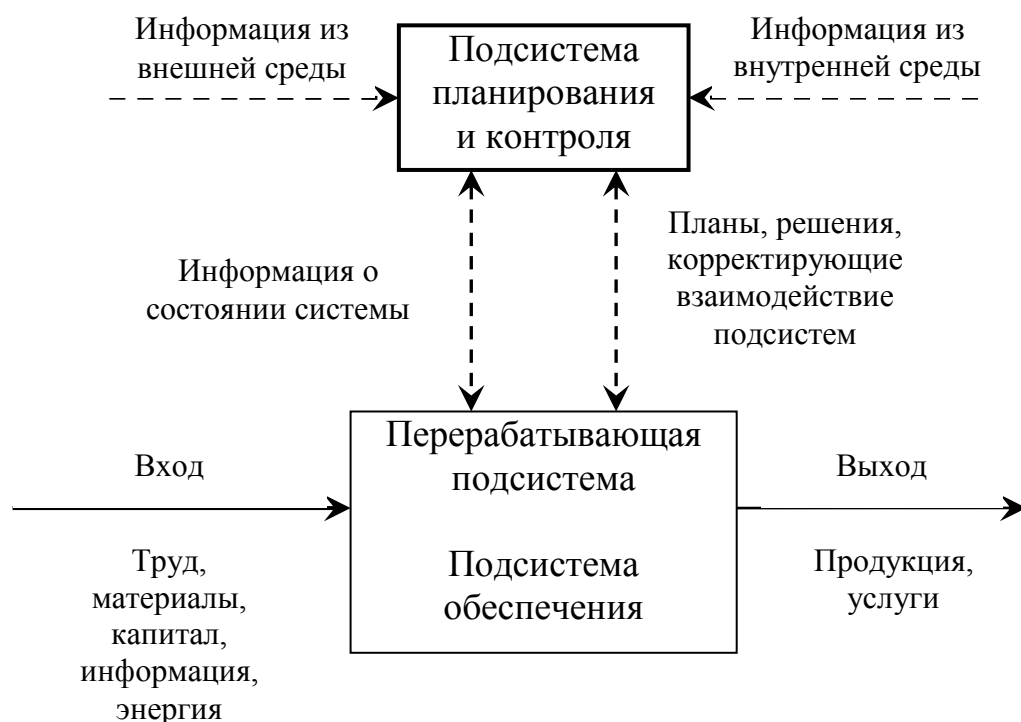 Информация из
внешней среды
Подсистема
планирования
и контроля
Информация из
внутренней среды
Информация о
состоянии системы
Планы, решения,
корректирующие
взаимодействие
подсистем
Вход
Труд,
материалы,
капитал,
информация,
энергия
Перерабатывающая
подсистема
Подсистема
обеспечения
Выход
Продукция,
услуги